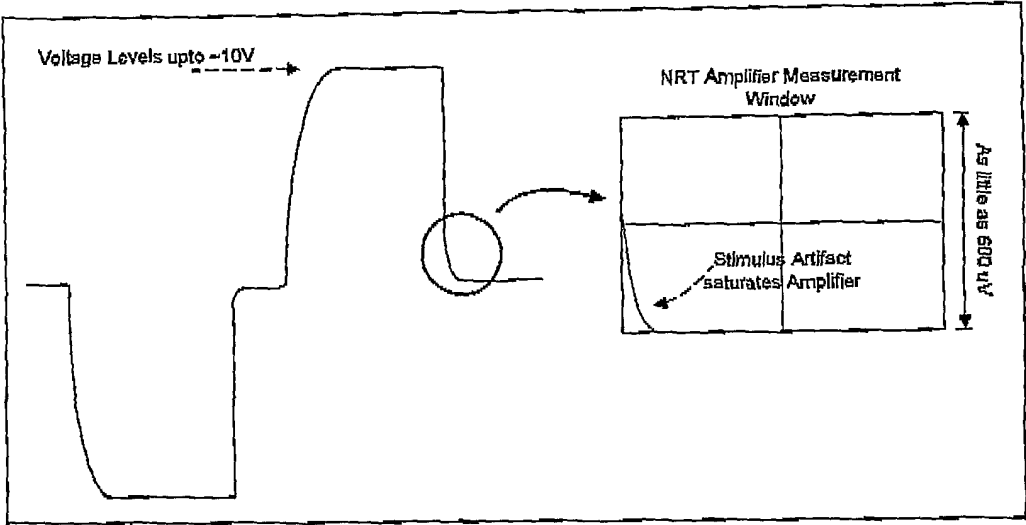 Voltage Levels upto ~10V
NRT Amplifier Measurement
Window
As little as 600 uV
Stimulus Artifact
saturates Amplifier